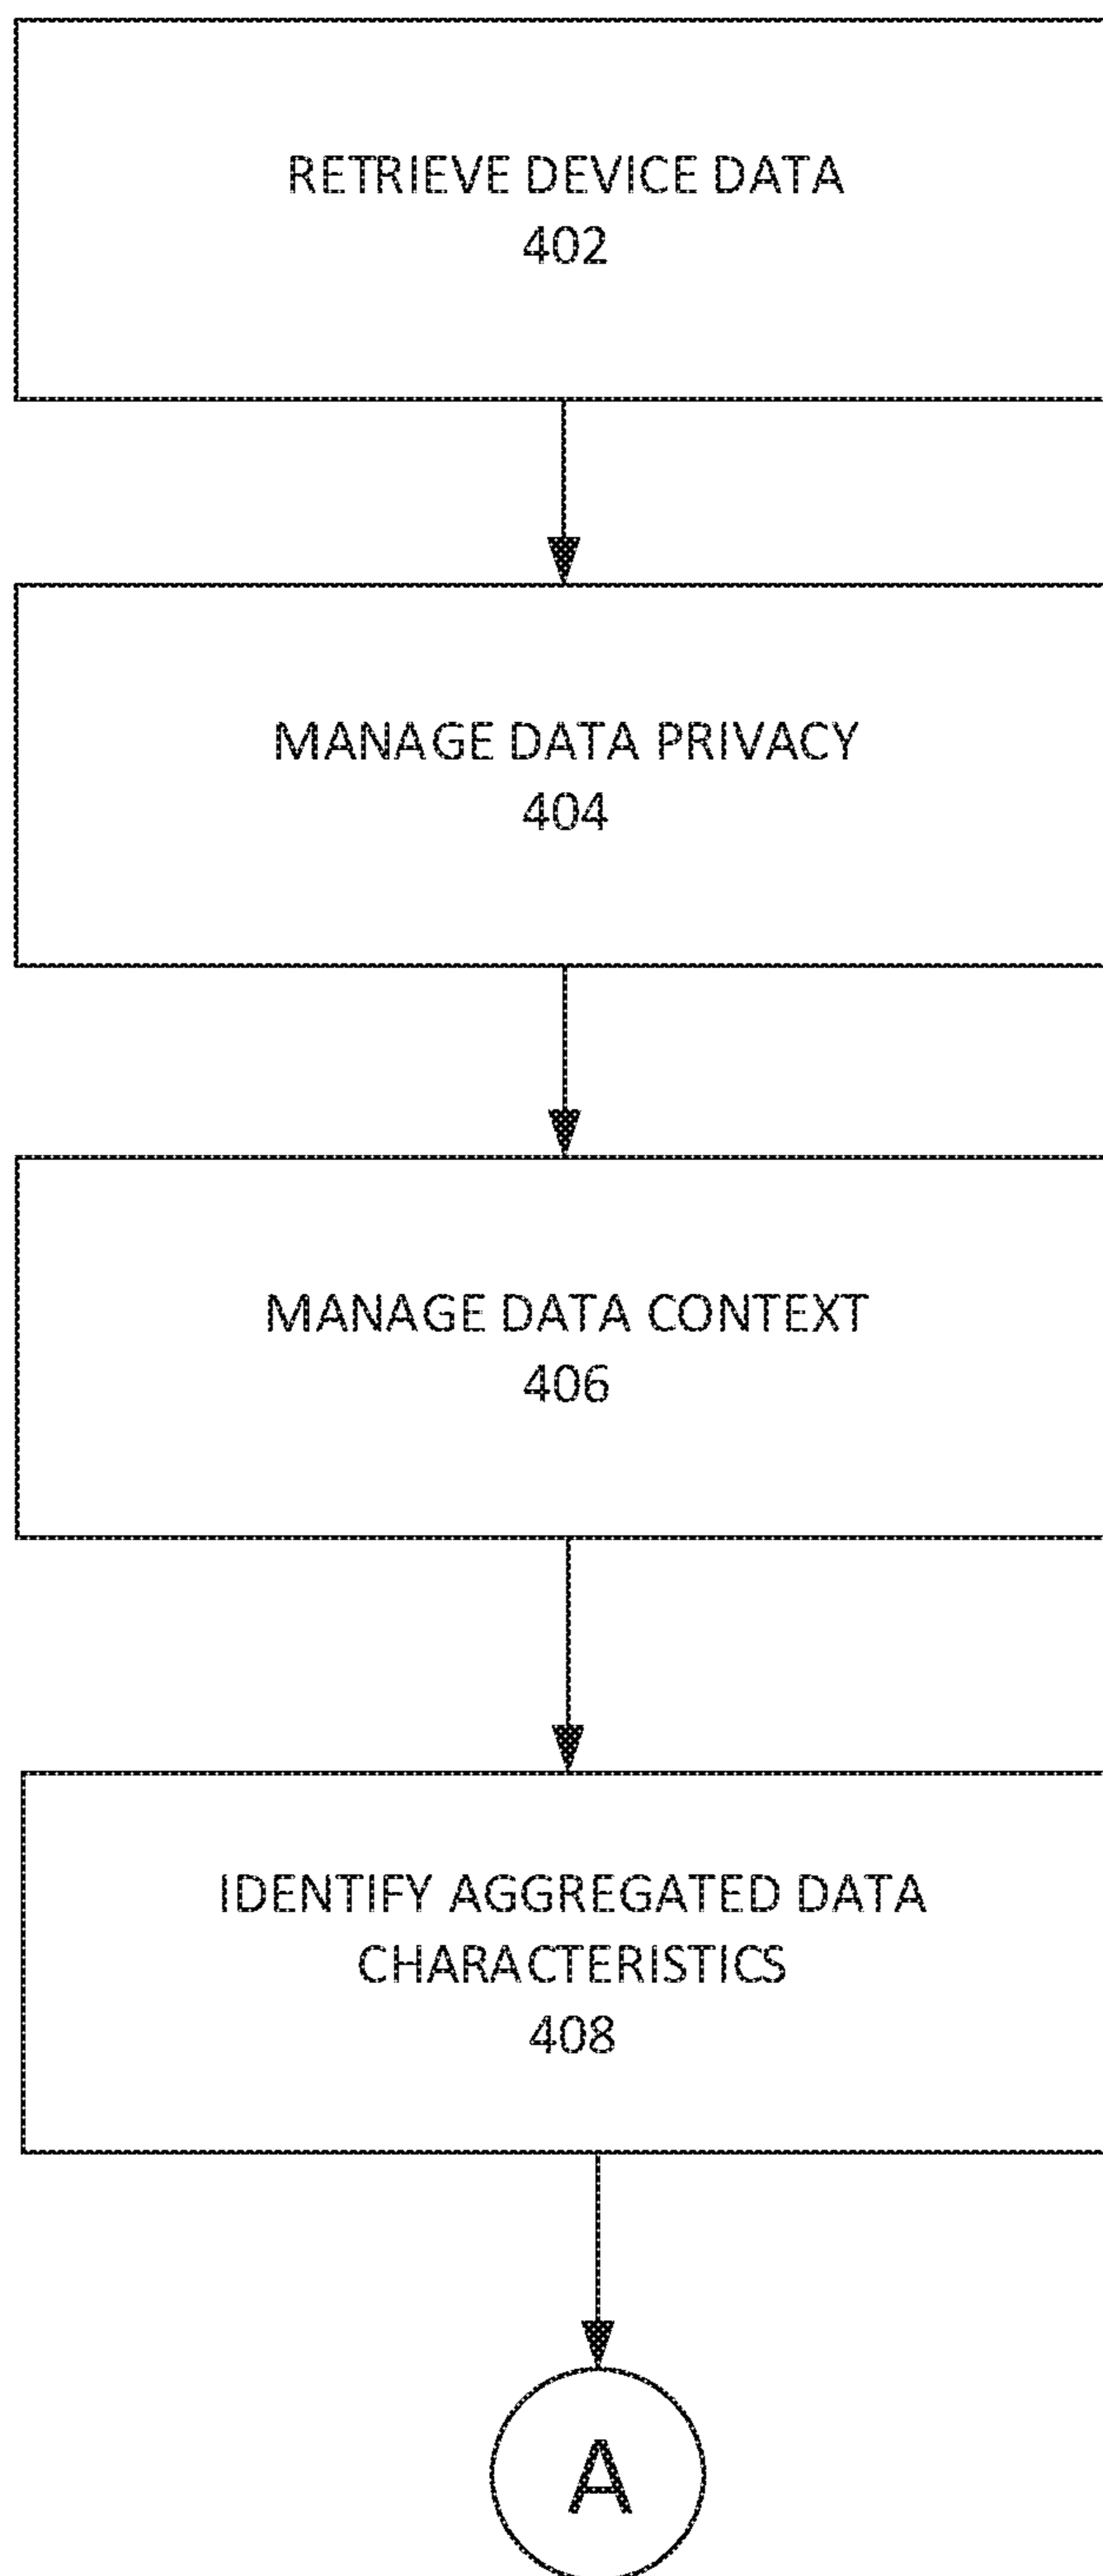 RETRIEVE DEVICE DATA
402
MANAGE DATA PRIVACY
404
MANAGE DATA CONTEXT
406
IDENTIFY AGGREGATED DATA
CHARACTERISTICS
408
A